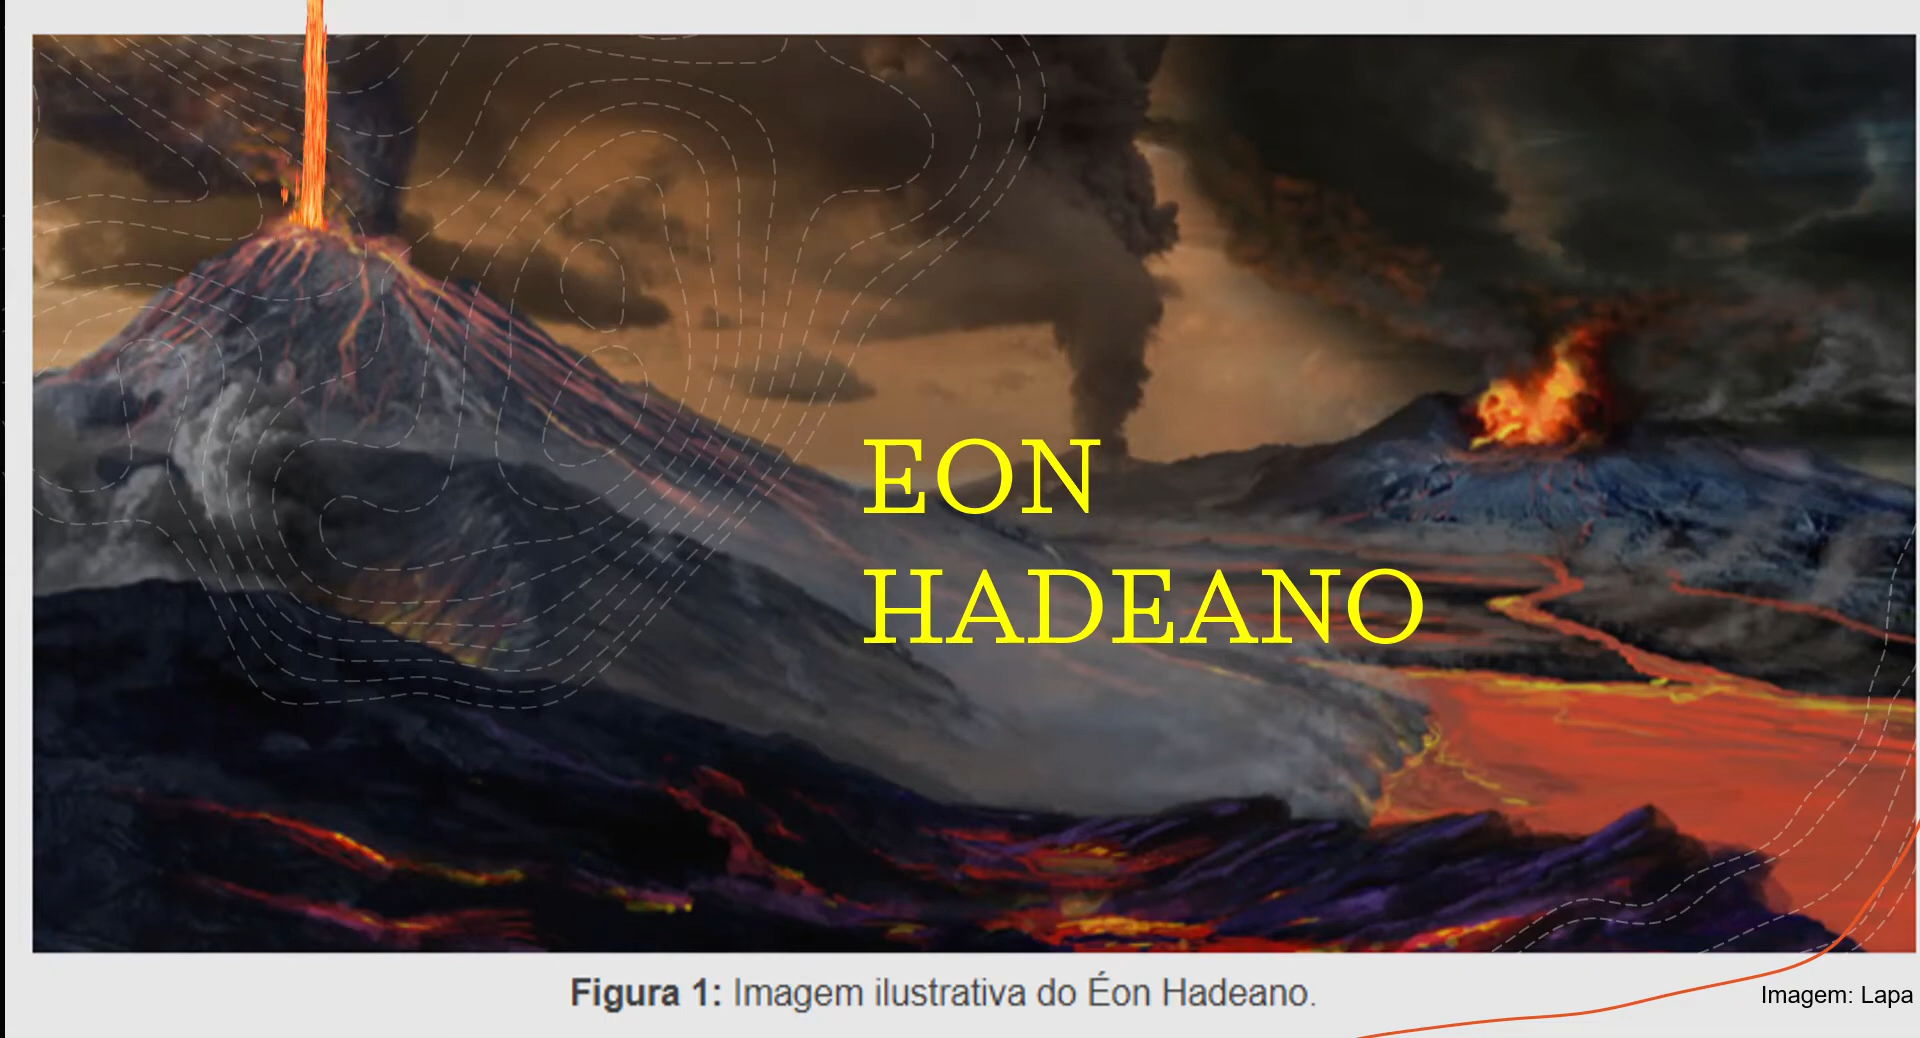 EON
HADEANO
Figura 1: Imagem ilustrativa do Éon Hadeano.
Imagem: Lapa